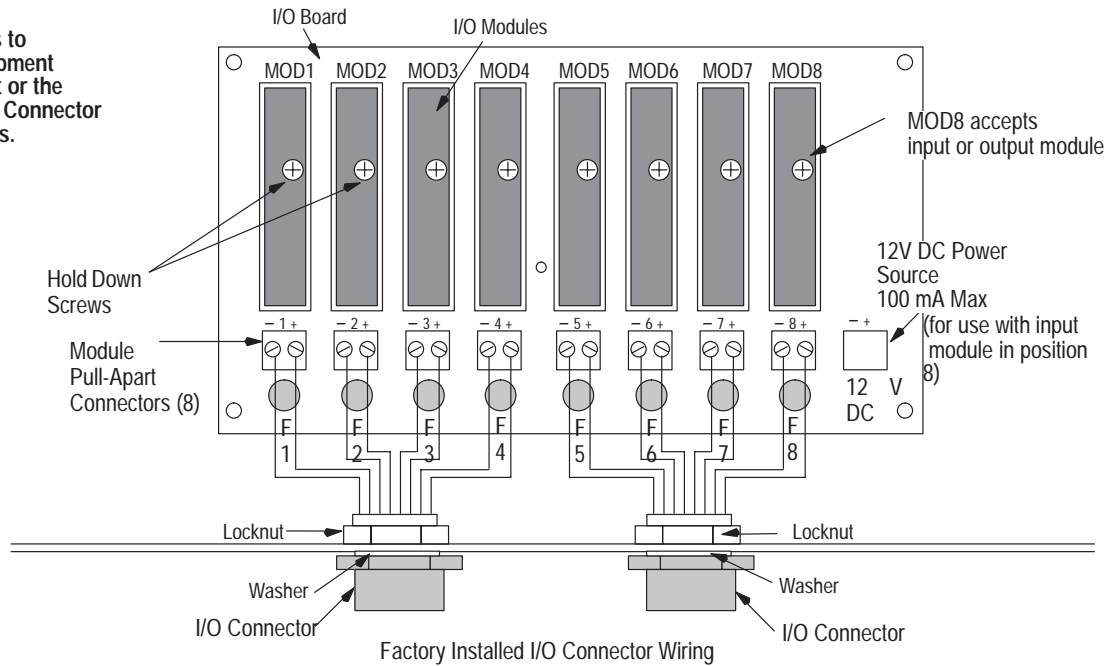 s to
pment
t or the
Connector
s.
I/O Board
I/O Modules
MOD1 MOD2 MOD3 MOD4 MOD5 MOD6 MOD7 MOD8
MOD8 accepts
input or output module
Hold Down
Screws
12V DC Power
Source
100 mA Max
(for use with input
module in position
8)
Module
Pull-Apart
Connectors (8)
– 1 + – 2 + – 3 + – 4 + – 5 + – 6 + – 7 + – 8 + – +
12 V
DC
F F F F F F F F
1 2 3 4 5 6 7 8
Locknut
Locknut
Washer
Washer
I/O Connector
I/O Connector
Factory Installed I/O Connector Wiring